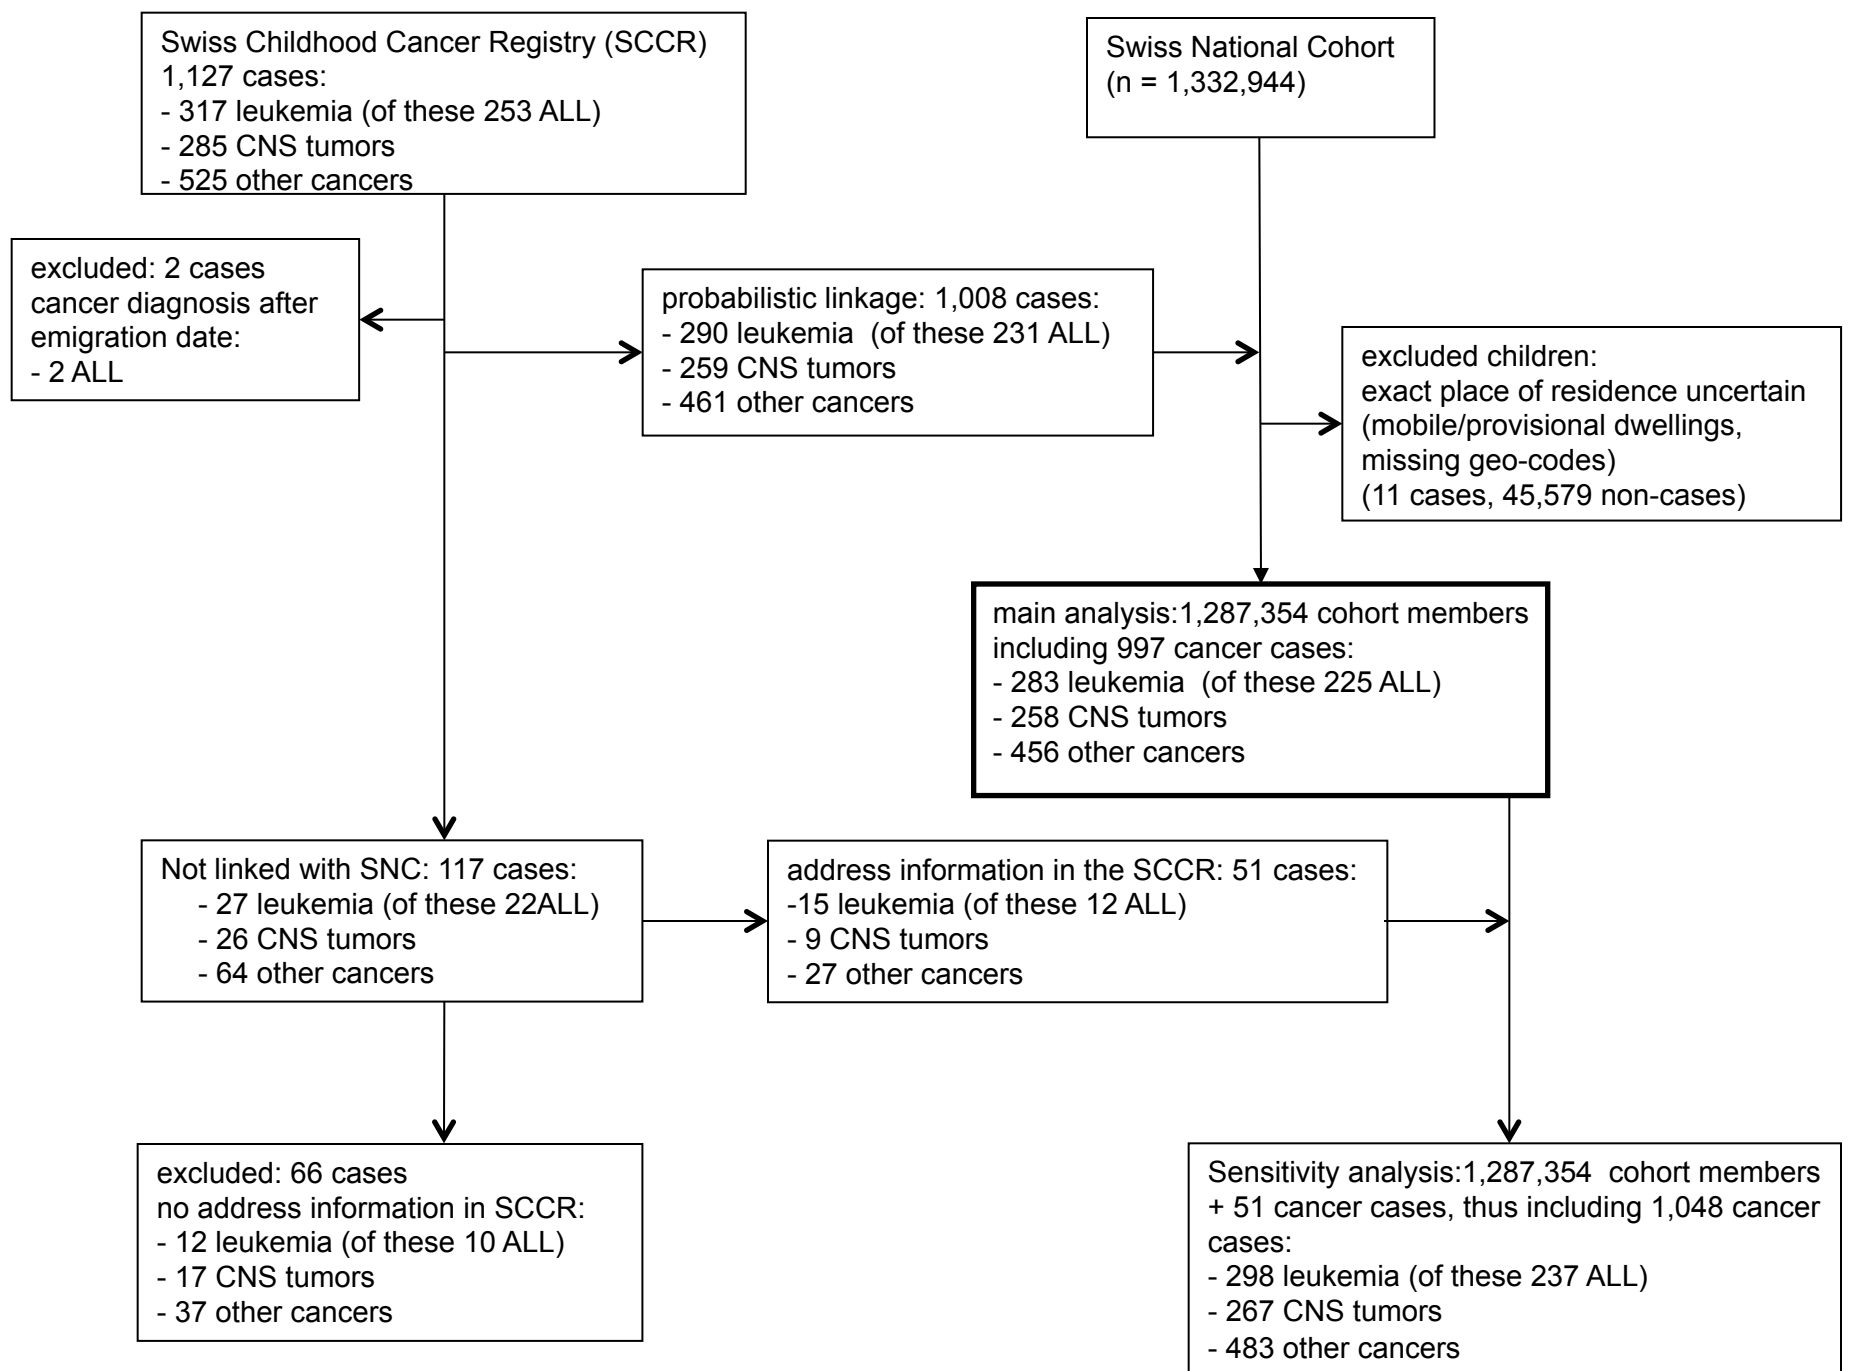 Swiss Childhood Cancer Registry (SCCR)
1,127 cases:
- 317 leukemia (of these 253 ALL)
- 285 CNS tumors
- 525 other cancers
Swiss National Cohort
(n = 1,332,944)
excluded: 2 cases
cancer diagnosis after
emigration date:
- 2 ALL
probabilistic linkage: 1,008 cases:
- 290 leukemia  (of these 231 ALL)
- 259 CNS tumors
- 461 other cancers
excluded children:
exact place of residence uncertain
(mobile/provisional dwellings,
missing geo-codes)
(11 cases, 45,579 non-cases)
main analysis:1,287,354 cohort members
including 997 cancer cases:
- 283 leukemia  (of these 225 ALL)
- 258 CNS tumors
- 456 other cancers
Not linked with SNC: 117 cases:
- 27 leukemia (of these 22ALL)
- 26 CNS tumors
- 64 other cancers
address information in the SCCR: 51 cases:
-15 leukemia (of these 12 ALL)
- 9 CNS tumors
- 27 other cancers
excluded: 66 cases
no address information in SCCR:
- 12 leukemia (of these 10 ALL)
- 17 CNS tumors
- 37 other cancers
Sensitivity analysis:1,287,354  cohort members
+ 51 cancer cases, thus including 1,048 cancer
cases:
- 298 leukemia (of these 237 ALL)
- 267 CNS tumors
- 483 other cancers